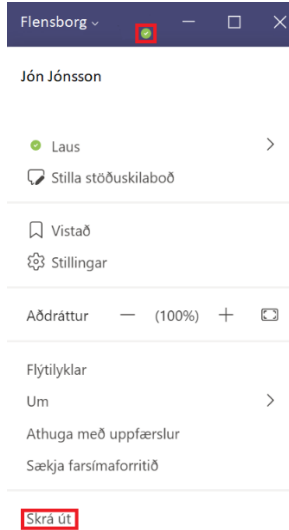 Flensborg
Jón Jónsson
Laus
Stilla stöðuskilaboð
Vistað
Stillingar
Aðdráttur — (100%) +
Flýtilyklar
Um
Athuga með uppfærslur
Sækja farsímaforritið
Skrá út